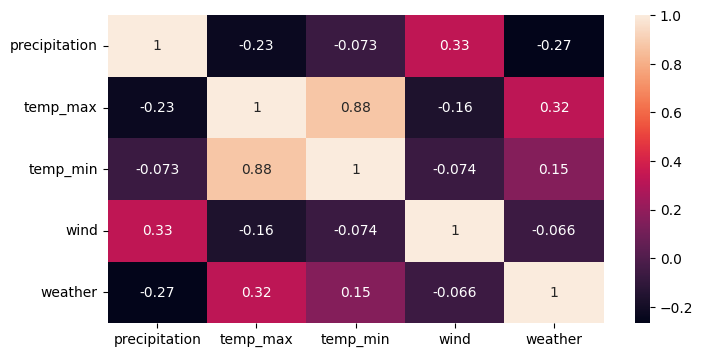 precipitation 1 -0.23 -0.073 0.33 -0.27
temp_max -0.23 1 0.88 -0.16 0.32
temp_min -0.073 0.88 1 -0.074 0.15
wind 0.33 -0.16 -0.074 1 -0.066
weather -0.27 0.32 0.15 -0.066 1
precipitation temp_max temp_min wind weather
1.0
0.8
0.6
0.4
0.2
0.0
−0.2